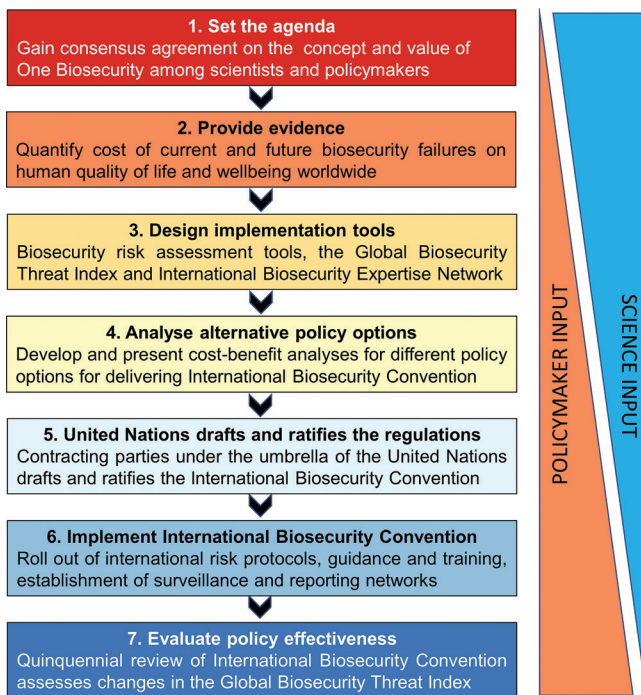 1. Set the agenda
Gain consensus agreement on the concept and value of
One Biosecurity among scientists and policymakers
2. Provide evidence
Quantify cost of current and future biosecurity failures on
human quality of life and wellbeing worldwide
3. Design implementation tools
Biosecurity risk assessment tools, the Global Biosecurity
Threat Index and International Biosecurity Expertise Network
4. Analyse alternative policy options
Develop and present cost-benefit analyses for different policy
options for delivering International Biosecurity Convention
5. United Nations drafts and ratifies the regulations
Contracting parties under the umbrella of the United Nations
drafts and ratifies the International Biosecurity Convention
6. Implement International Biosecurity Convention
Roll out of international risk protocols, guidance and training,
establishment of surveillance and reporting networks
7. Evaluate policy effectiveness
Quinquennial review of International Biosecurity Convention
assesses changes in the Global Biosecurity Threat Index
POLICYMAKER INPUT
SCIENCE INPUT